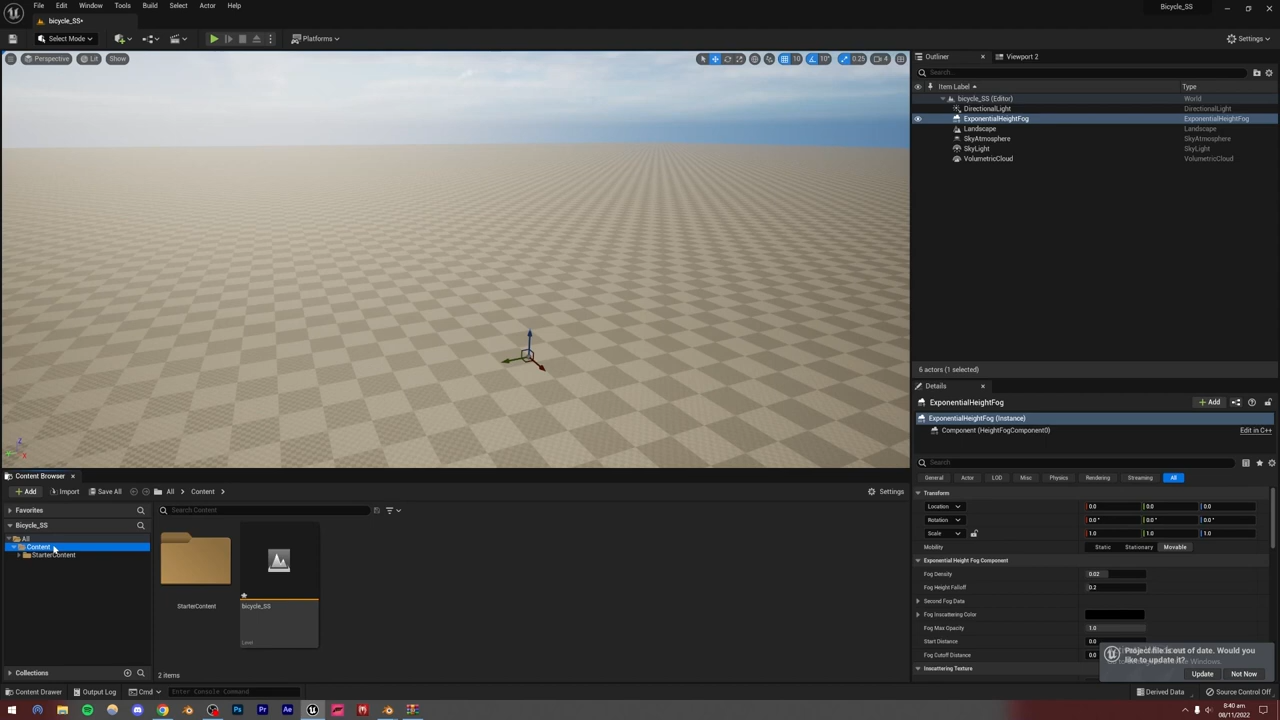 File Edit Window Tools Build Select Actor Help
Bicycle_SS
bicycle_SS*
Select Mode
Platforms
Settings
Perspective Lit Show
10 10° 0.25 4
Outliner
Viewport 2
Search...
Item Label Type
bicycle_SS (Editor) World
DirectionalLight DirectionalLight
ExponentialHeightFog ExponentialHeightFog
Landscape Landscape
SkyAtmosphere SkyAtmosphere
SkyLight SkyLight
VolumetricCloud VolumetricCloud
6 actors (1 selected)
Details
ExponentialHeightFog
Add
ExponentialHeightFog (Instance)
Component (HeightFogComponent0) Edit in C++
Search
General Actor LOD Misc Physics Rendering Streaming All
Transform
Location 0.0 0.0 0.0
Rotation 0.0° 0.0° 0.0°
Scale 1.0 1.0 1.0
Mobility Static Stationary Movable
Exponential Height Fog Component
Fog Density 0.02
Fog Height Falloff 0.2
Second Fog Data
Fog Inscattering Color
Fog Max Opacity 1.0
Start Distance 0.0
Fog Cutoff Distance 0.0
Inscattering Texture
Project file is out of date. Would you
like to update it?
Update Not Now
Content Browser
Add Import Save All All Content
Settings
Favorites
Bicycle_SS
All
Content
StarterContent
Search Content
StarterContent
bicycle_SS
Level
2 items
Collections
Content Drawer Output Log Cmd Enter Console Command
Derived Data Source Control Off
8:40 am
08/11/2022